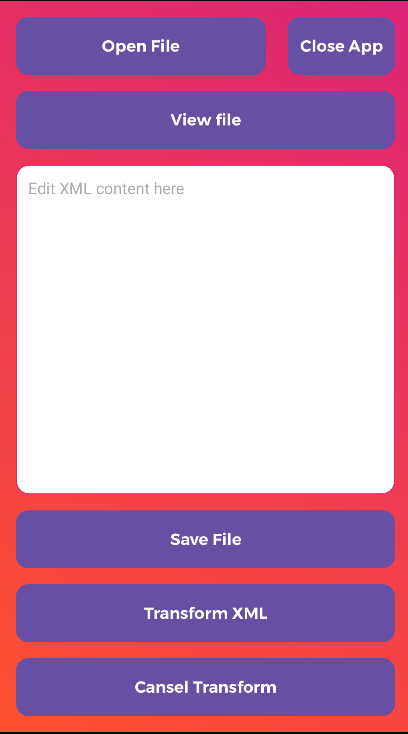 Open File
Close App
View file
Edit XML content here
Save File
Transform XML
Cansel Transform